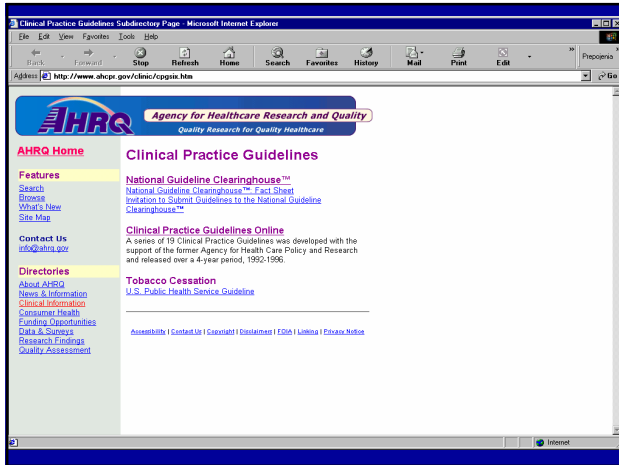 Clinical Practice Guidelines Subdirectory Page - Microsoft Internet Explorer
File Edit View Favorites Tools Help
Back Forward Stop Refresh Home Search Favorites History Mail Print Edit » Prepojenia »
Address http://www.ahcpr.gov/clinic/cpgsix.htm Go
AHRQ
Agency for Healthcare Research and Quality
Quality Research for Quality Healthcare
AHRQ Home
Features
Search
Browse
What's New
Site Map
Contact Us
info@ahrq.gov
Directories
About AHRQ
News & Information
Clinical Information
Consumer Health
Funding Opportunities
Data & Surveys
Research Findings
Quality Assessment
Clinical Practice Guidelines
National Guideline Clearinghouse™
National Guideline Clearinghouse™ Fact Sheet
Invitation to Submit Guidelines to the National Guideline
Clearinghouse™
Clinical Practice Guidelines Online
A series of 19 Clinical Practice Guidelines was developed with the
support of the former Agency for Health Care Policy and Research
and released over a 4-year period, 1992-1996.
Tobacco Cessation
U.S. Public Health Service Guideline
Accessibility | Contact Us | Copyright | Disclaimers | FOIA | Linking | Privacy Notice
Internet